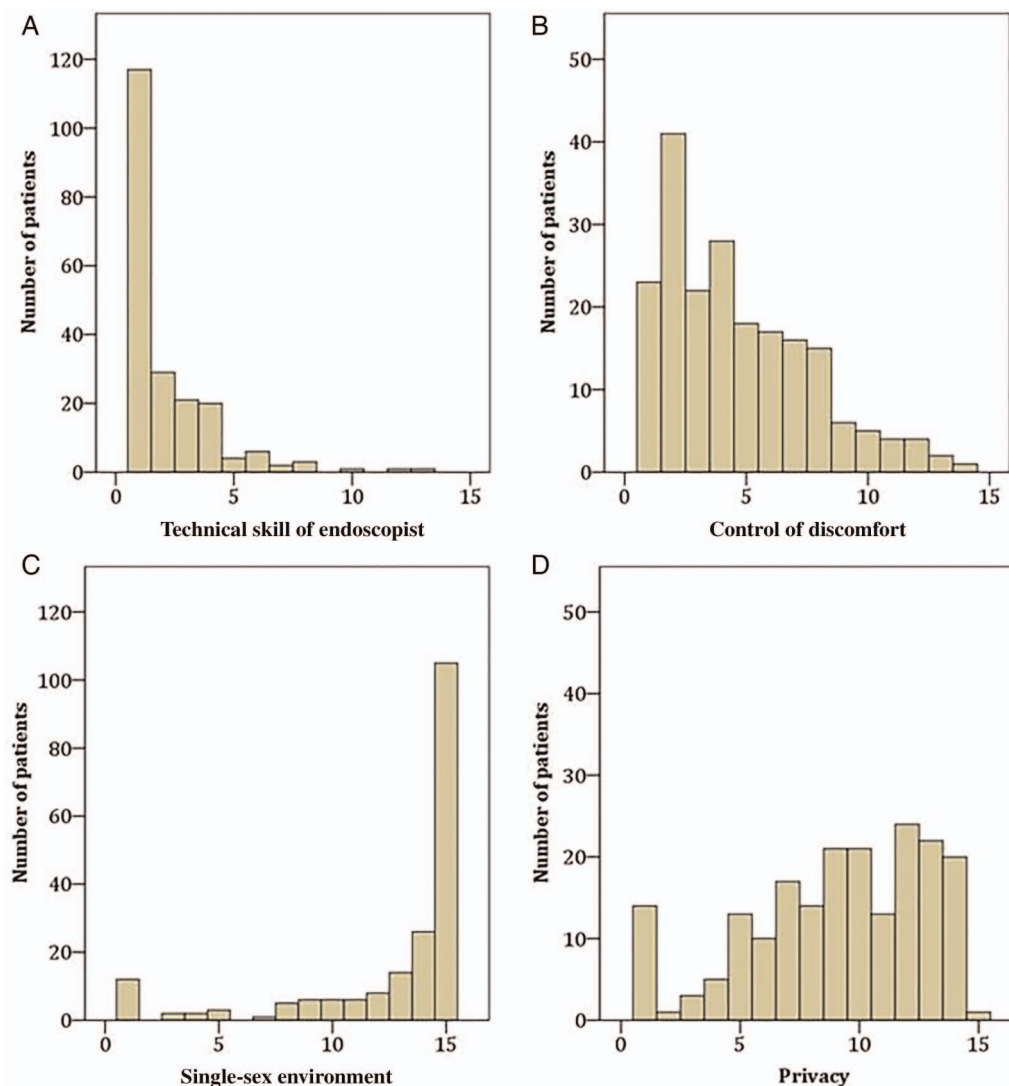 A
120
100
80
60
40
20
0
Number of patients
0 5 10 15
Technical skill of endoscopist
B
50
40
30
20
10
0
Number of patients
0 5 10 15
Control of discomfort
C
120
100
80
60
40
20
0
Number of patients
0 5 10 15
Single-sex environment
D
50
40
30
20
10
0
Number of patients
0 5 10 15
Privacy